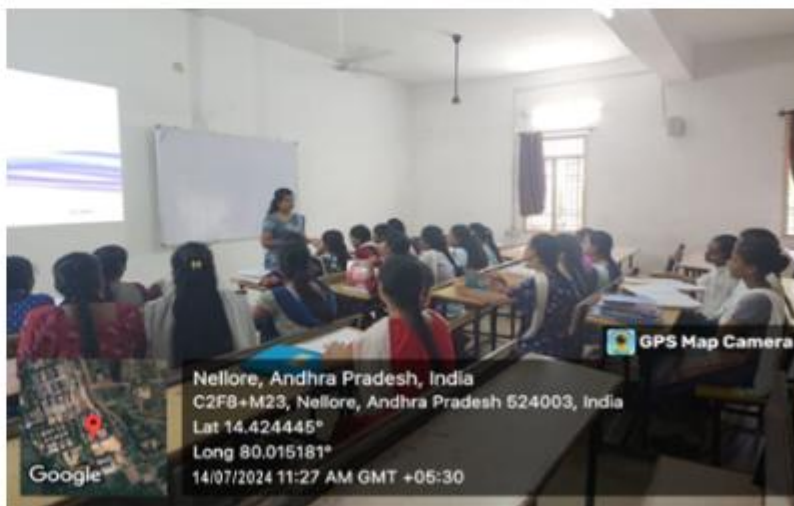 GPS Map Camera
Nellore, Andhra Pradesh, India
C2F8+M23, Nellore, Andhra Pradesh 524003, India
Lat 14.424445°
Long 80.015181°
14/07/2024 11:27 AM GMT +05:30
Google